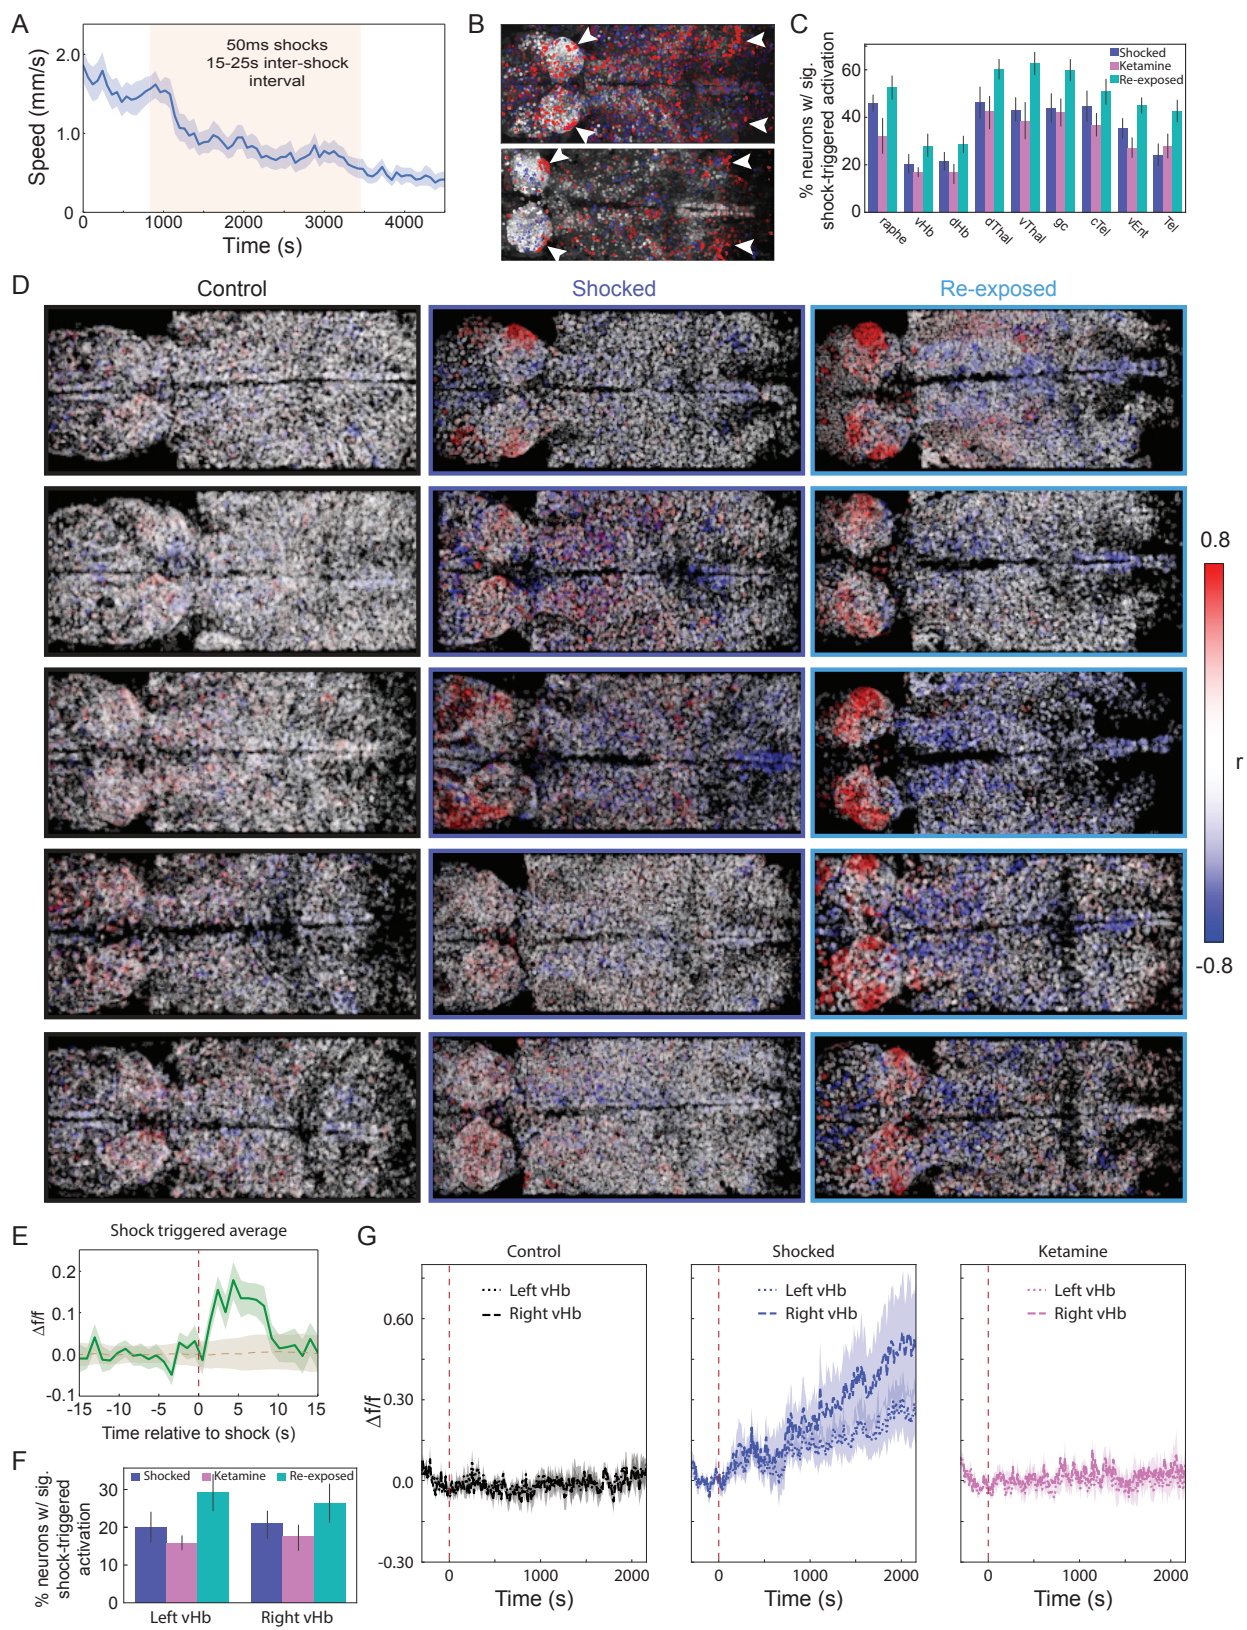 A
Speed (mm/s)
2.0
1.0
0
50ms shocks
15-25s inter-shock
interval
0 1000 2000 3000 4000
Time (s)
B
C
% neurons w/ sig.
shock-triggered activation
60
40
20
0
Shocked
Ketamine
Re-exposed
raphe vHb dHb dThal vThal gc cTel vEnt Tel
D
Control Shocked Re-exposed
0.8
r
-0.8
E
Shock triggered average
Δf/f
0.2
0.1
0.0
-0.1
-15 -10 -5 0 5 10 15
Time relative to shock (s)
F
% neurons w/ sig.
shock-triggered
activation
30
20
10
0
Shocked Ketamine Re-exposed
Left vHb Right vHb
G
Δf/f
0.60
0.30
0.0
-0.30
Control
Left vHb
Right vHb
0 1000 2000
Time (s)
Shocked
Left vHb
Right vHb
0 1000 2000
Time (s)
Ketamine
Left vHb
Right vHb
0 1000 2000
Time (s)